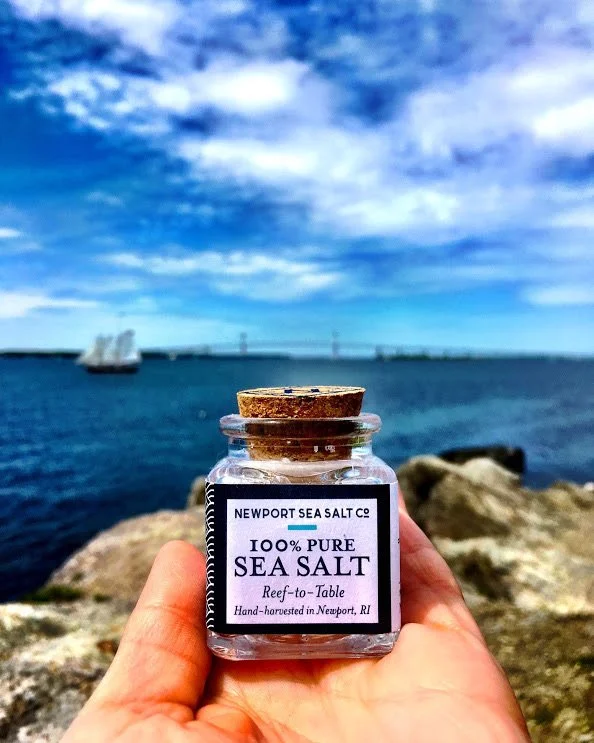 NEWPORT SEA SALT Cº
100% PURE
SEA SALT
Reef-to-Table
Hand-harvested in Newport, RI